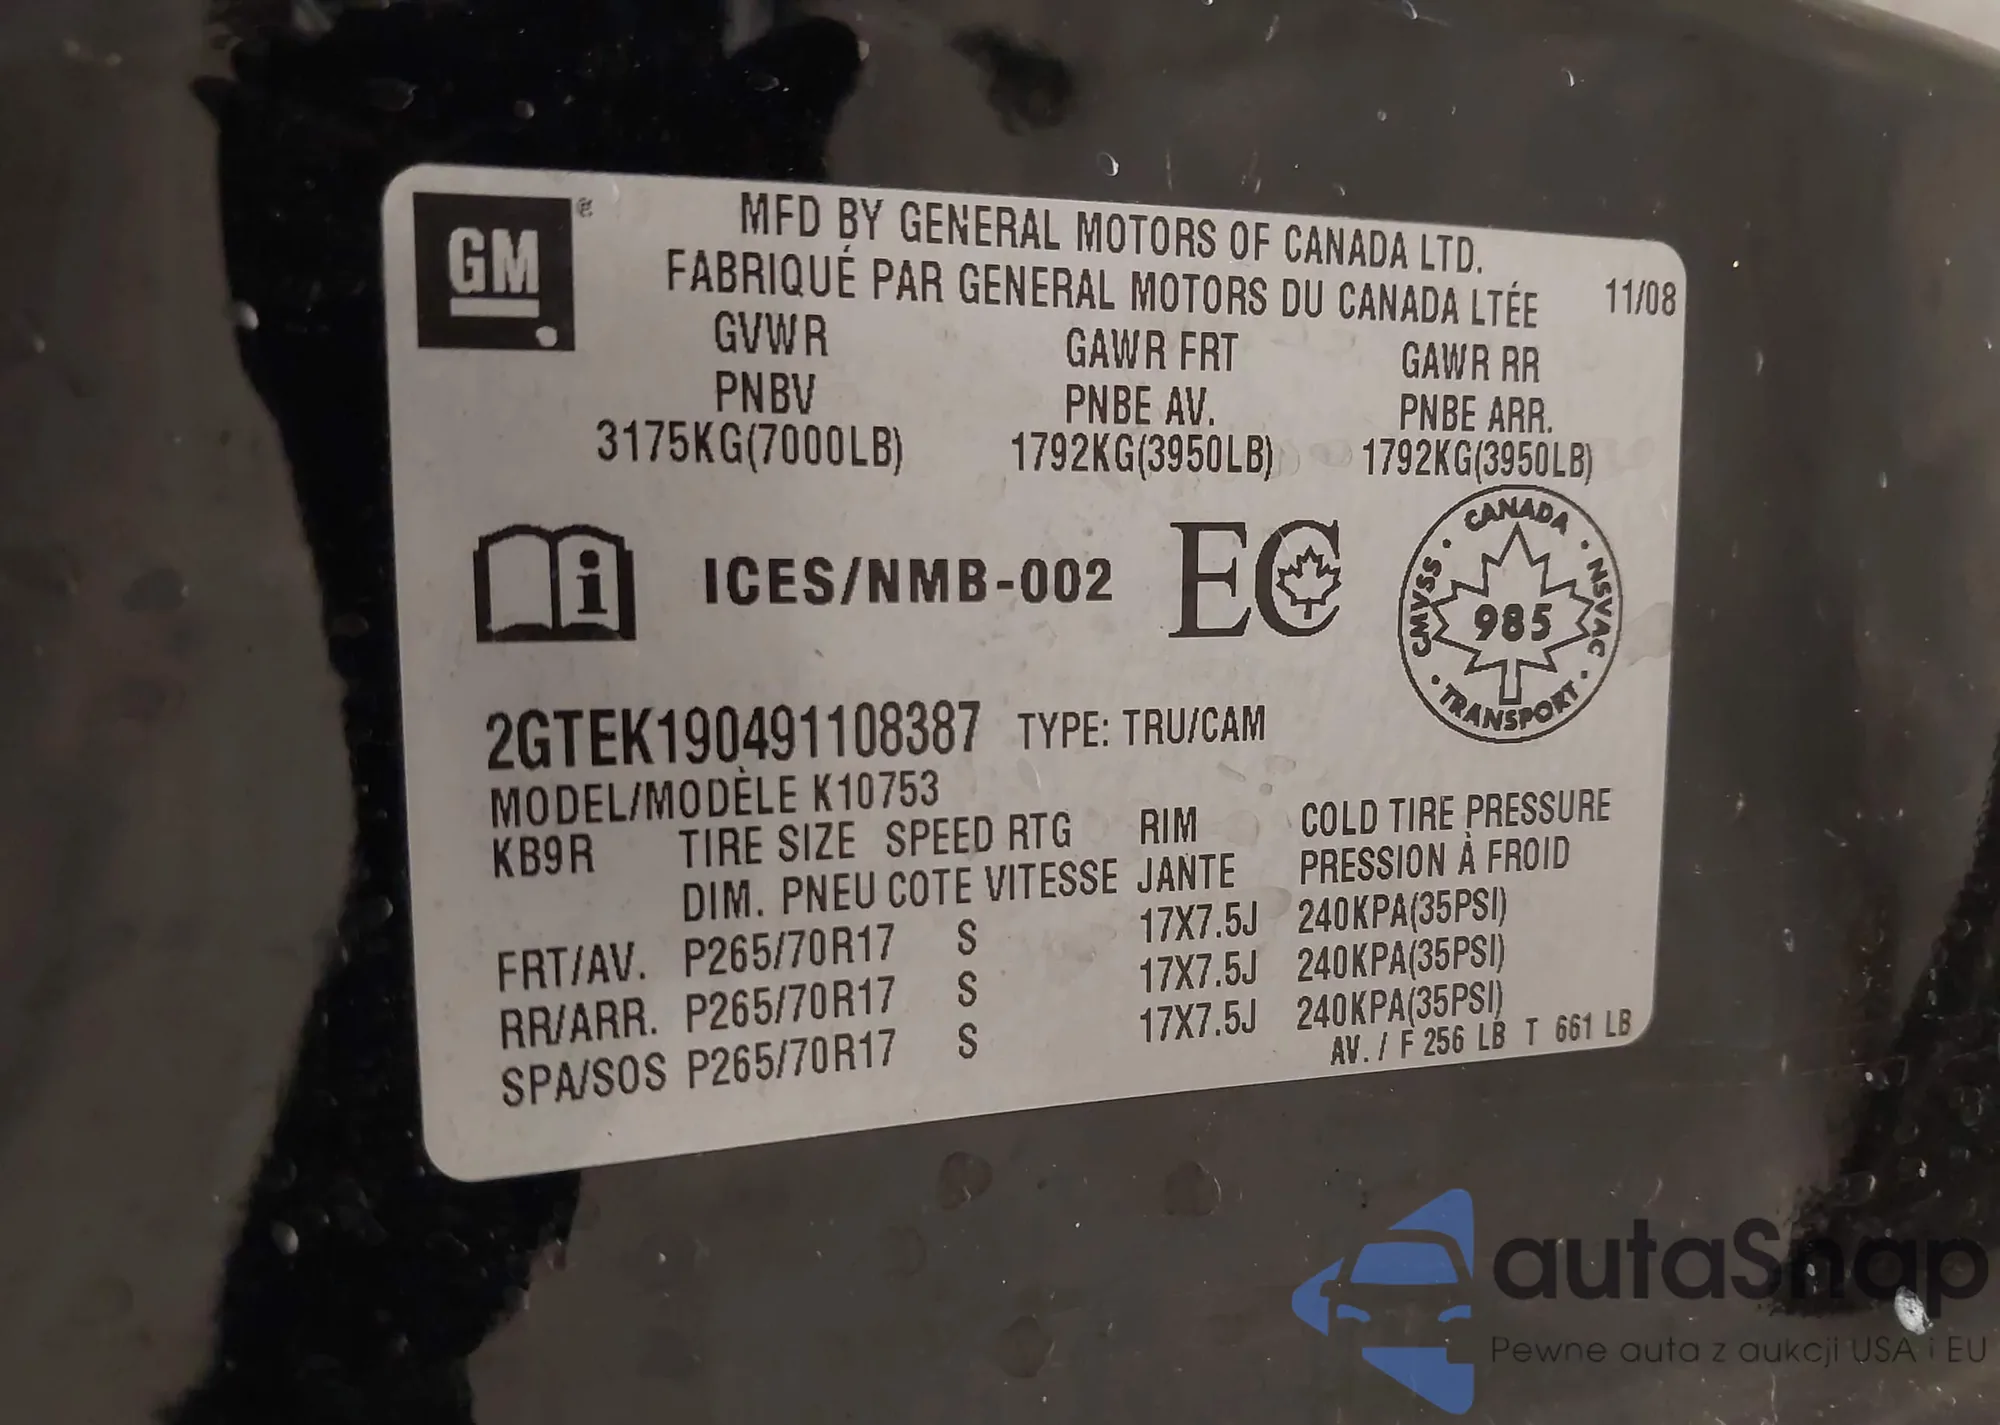 GM
MFD BY GENERAL MOTORS OF CANADA LTD.
FABRIQUÉ PAR GENERAL MOTORS DU CANADA LTÉE
11/08
GVWR GAWR FRT GAWR RR
PNBV PNBE AV. PNBE ARR.
3175KG(7000LB) 1792KG(3950LB) 1792KG(3950LB)
i ICES/NMB-002 EC
CANADA · NSVAC · TRANSPORT · CMVSS ·
985
2GTEK190491108387 TYPE: TRU/CAM
MODEL/MODÈLE K10753
KB9R TIRE SIZE SPEED RTG RIM COLD TIRE PRESSURE
DIM. PNEU COTE VITESSE JANTE PRESSION À FROID
FRT/AV. P265/70R17 S 17X7.5J 240KPA(35PSI)
RR/ARR. P265/70R17 S 17X7.5J 240KPA(35PSI)
SPA/SOS P265/70R17 S 17X7.5J 240KPA(35PSI)
AV. / F 256 LB T 661 LB
autaSnap
Pewne auta z aukcji USA i EU